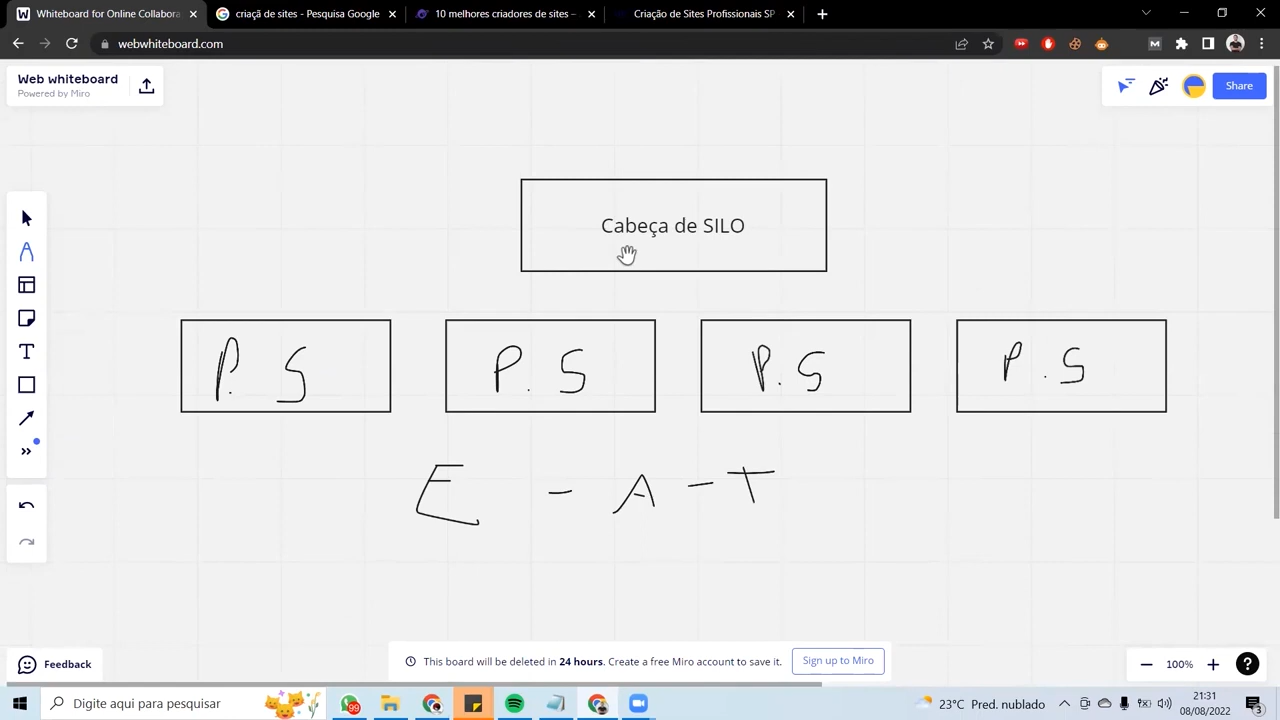 Web Whiteboard for Online Collabora
criaçã de sites - Pesquisa Google
10 melhores criadores de sites –
Criação de Sites Profissionais SP
webwhiteboard.com
Web whiteboard
Powered by Miro
Share
Cabeça de SILO
P. S
P. S
P. S
P. S
E - A - T
This board will be deleted in 24 hours. Create a free Miro account to save it.
Sign up to Miro
Feedback
100%
Digite aqui para pesquisar
99
23°C Pred. nublado
21:31
08/08/2022
3